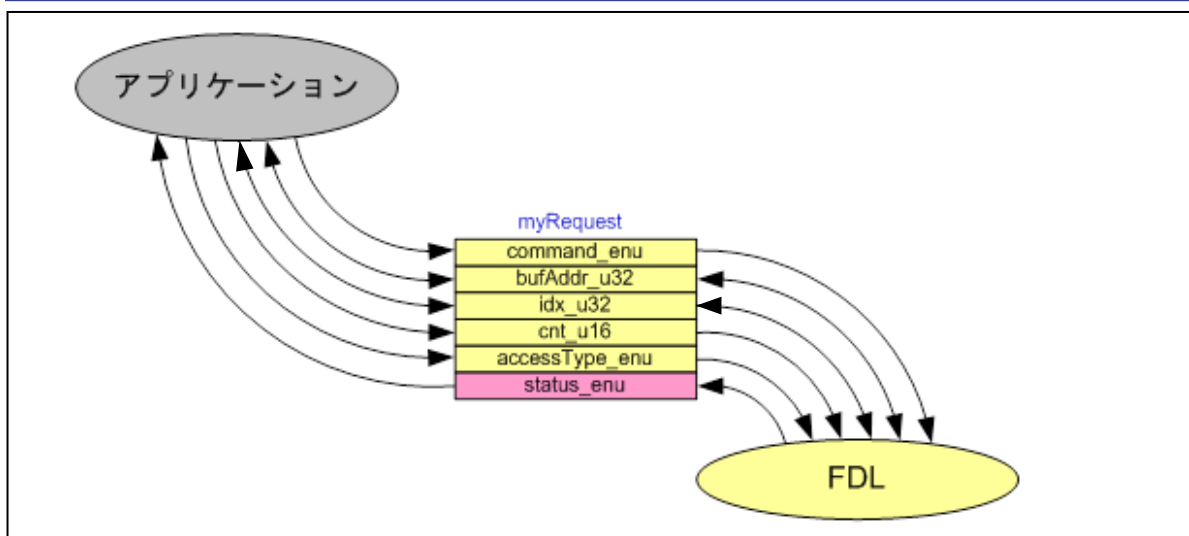 アプリケーション
myRequest
command_enu
bufAddr_u32
idx_u32
cnt_u16
accessType_enu
status_enu
FDL